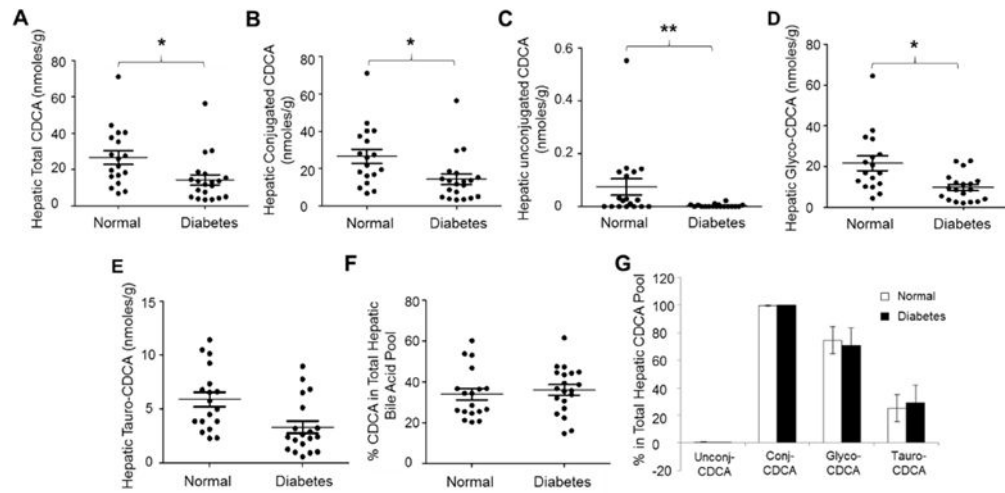 A
Hepatic Total CDCA (nmoles/g)
80
60
40
20
0
*
Normal
Diabetes
B
Hepatic Conjugated CDCA
(nmoles/g)
80
60
40
20
0
*
Normal
Diabetes
C
Hepatic unconjugated CDCA
(nmoles/g)
0.6
0.4
0.2
0
**
Normal
Diabetes
D
Hepatic Glyco-CDCA (nmoles/g)
80
60
40
20
0
*
Normal
Diabetes
E
Hepatic Tauro-CDCA (nmoles/g)
15
10
5
0
Normal
Diabetes
F
% CDCA in Total Hepatic
Bile Acid Pool
80
60
40
20
0
Normal
Diabetes
G
% in Total Hepatic CDCA Pool
100
80
60
40
20
0
-20
Normal
Diabetes
Unconj-
CDCA
Conj-
CDCA
Glyco-
CDCA
Tauro-
CDCA